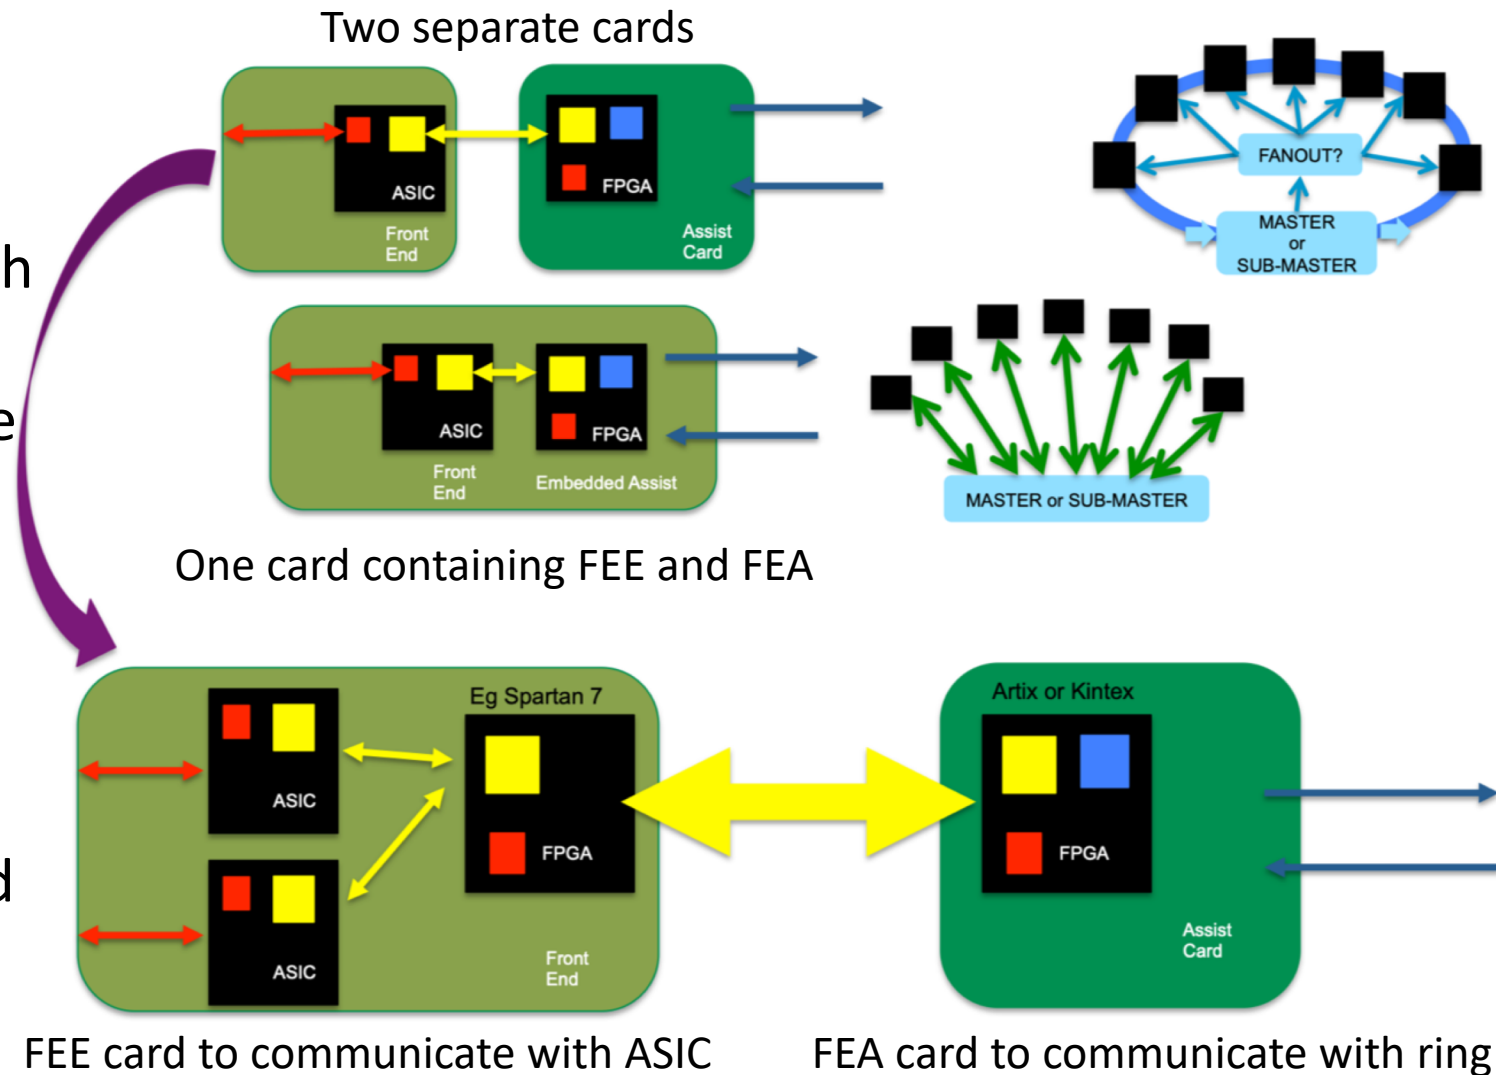 Two separate cards
ASIC
Front
End
FPGA
Assist
Card
FANOUT?
MASTER
or
SUB-MASTER
h
ASIC
Front
End
FPGA
Embedded Assist
e
MASTER or SUB-MASTER
One card containing FEE and FEA
Eg Spartan 7
ASIC
FPGA
ASIC
Front
End
Artix or Kintex
FPGA
Assist
Card
d
FEE card to communicate with ASIC
FEA card to communicate with ring